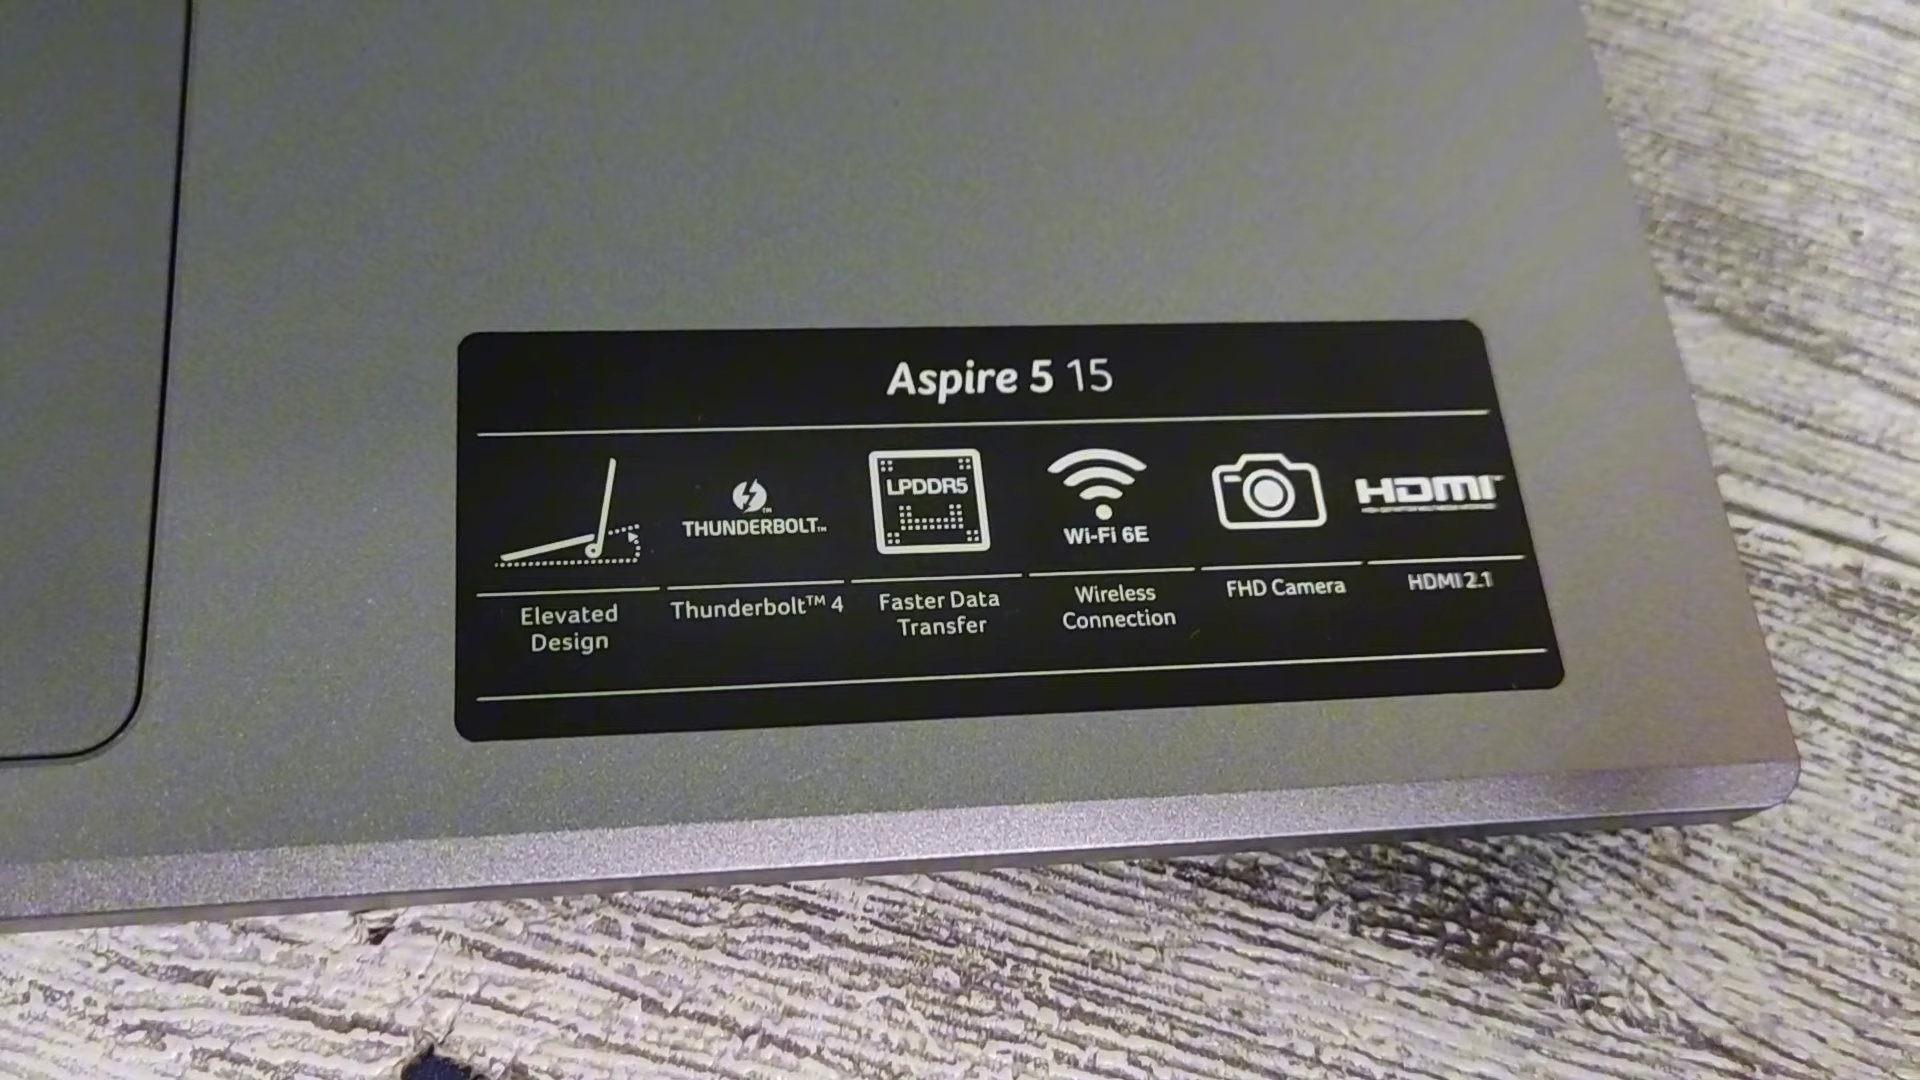 Aspire 5 15
THUNDERBOLT™
LPDDR5
Wi-Fi 6E
HDMI
Elevated
Design
Thunderbolt™ 4
Faster Data
Transfer
Wireless
Connection
FHD Camera
HDMI 2.1